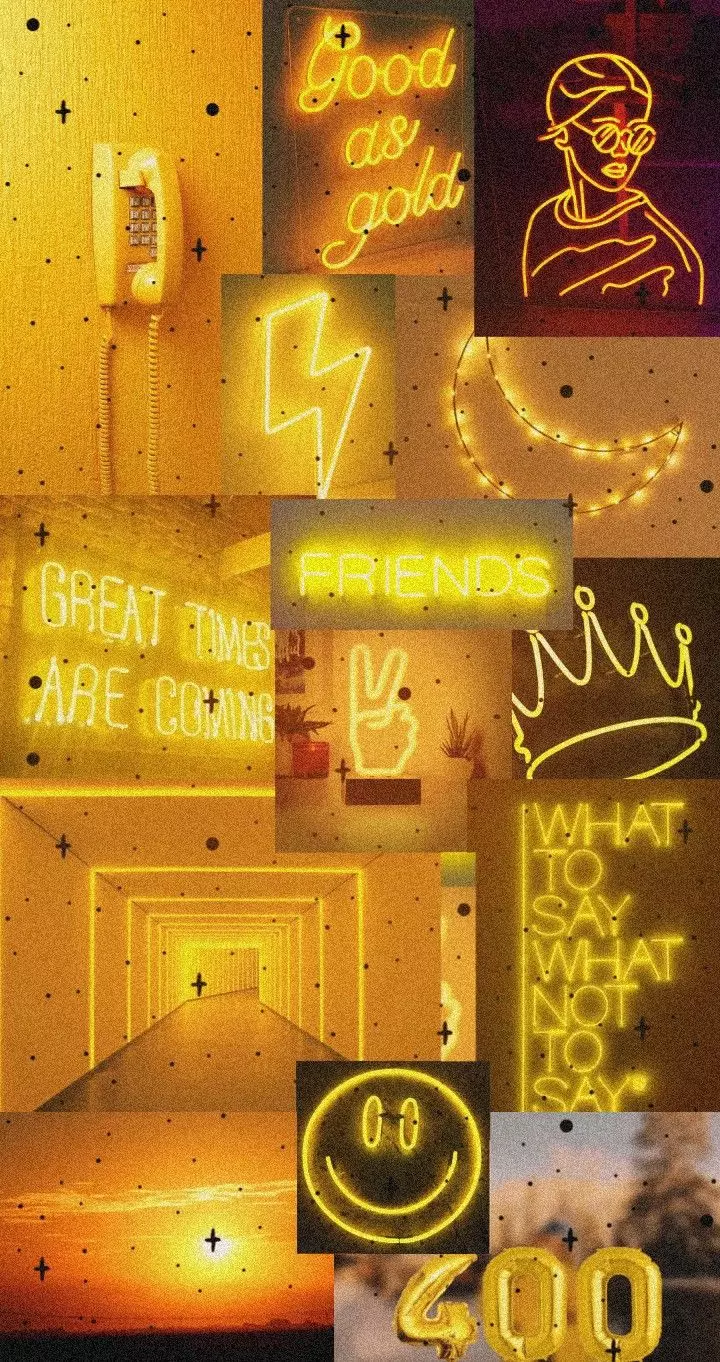 Good
as
gold
GREAT TIMES
ARE COMING
FRIENDS
WHAT
TO
SAY
WHAT
NOT
TO
SAY
400